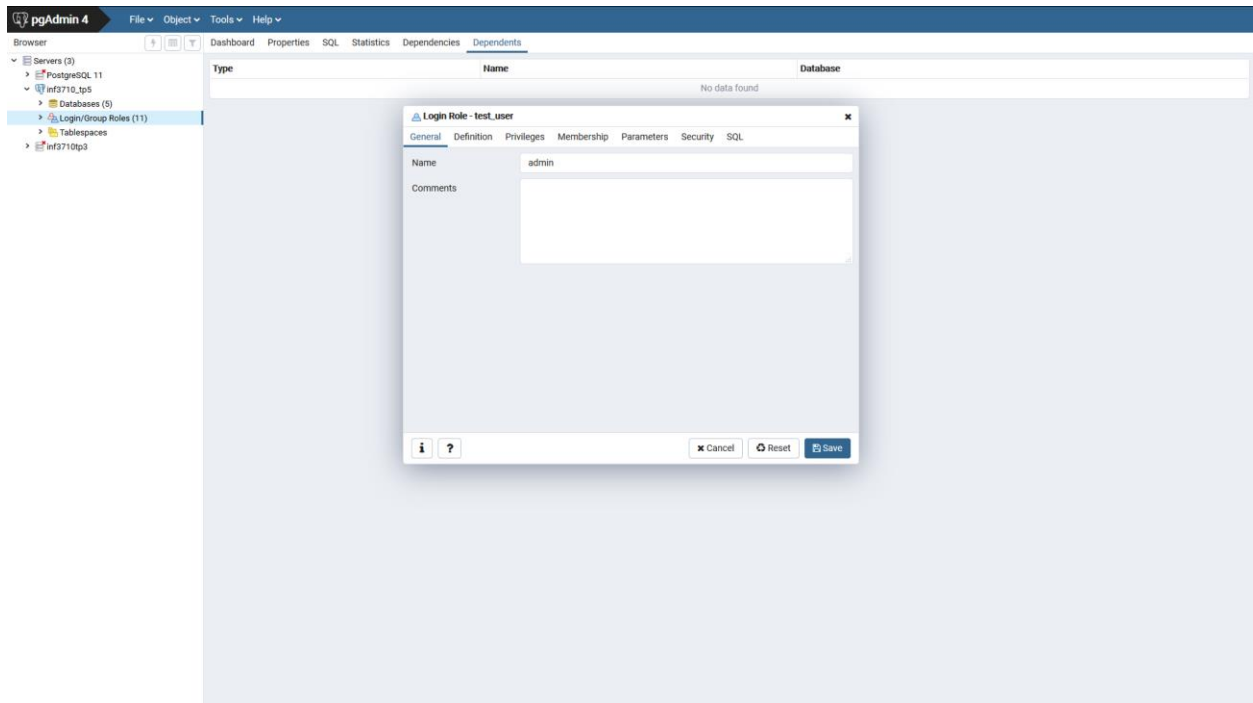 pgAdmin 4 File Object Tools Help
Browser Dashboard Properties SQL Statistics Dependencies Dependents
Servers (3)
PostgreSQL 11
inf3710_tp5
Databases (5)
Login/Group Roles (11)
Tablespaces
inf3710tp3
Type Name Database
No data found
Login Role - test_user
General Definition Privileges Membership Parameters Security SQL
Name admin
Comments
i ? Cancel Reset Save